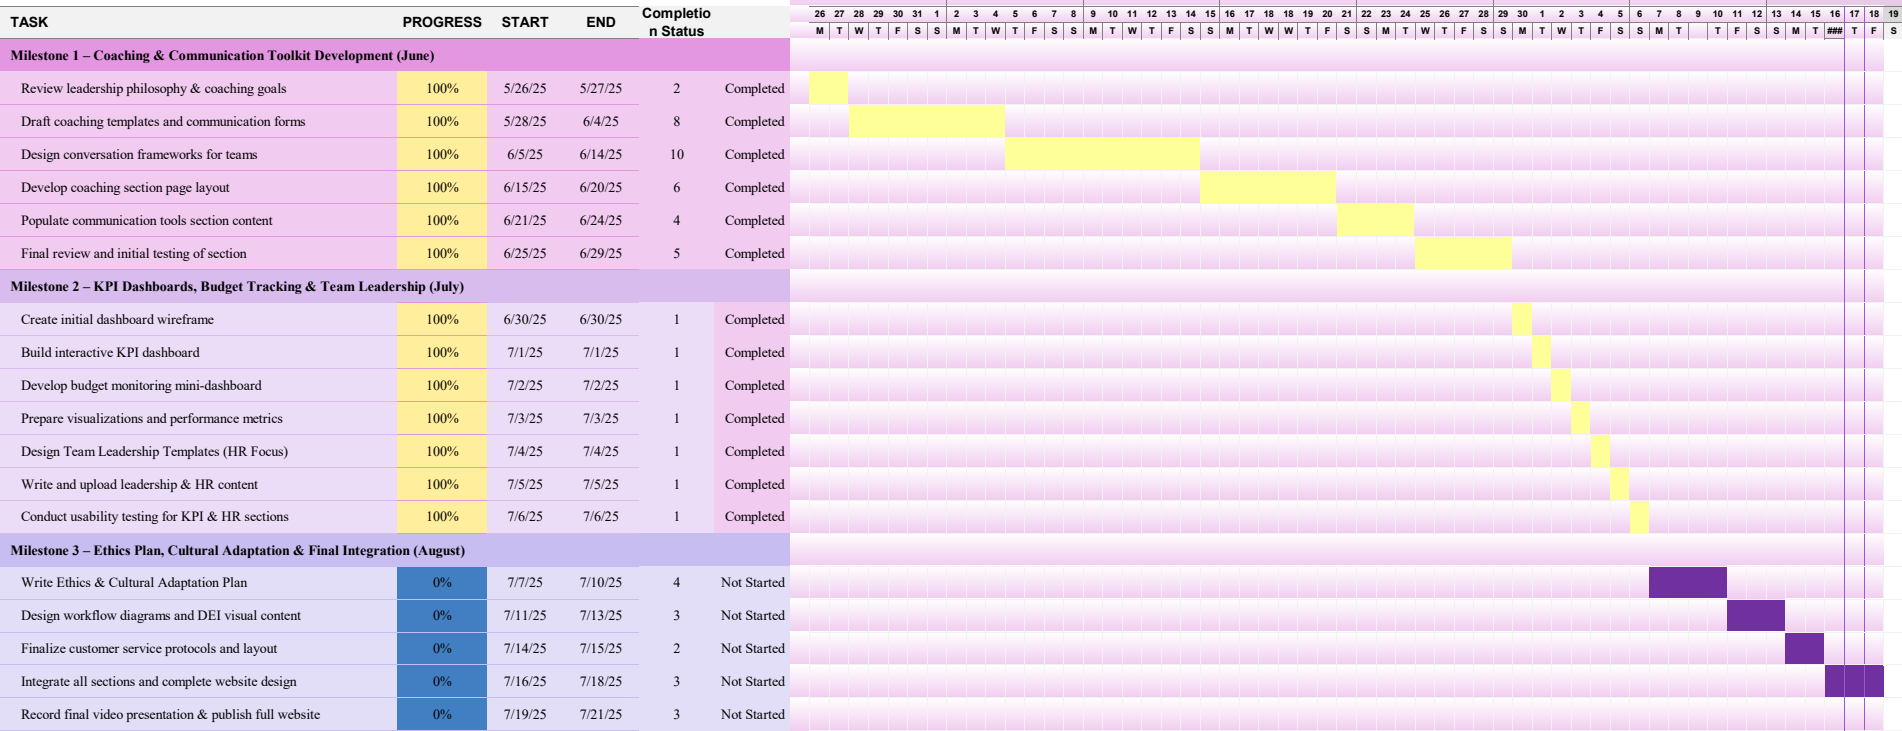 TASK PROGRESS START END Completio
n Status
26 27 28 29 30 31 1 2 3 4 5 6 7 8 9 10 11 12 13 14 15 16 17 18 18 19 20 21 22 23 24 25 26 27 28 29 30 1 2 3 4 5 6 7 8 9 10 11 12 13 14 15 16 17 18 19
M T W T F S S M T W T F S S M T W T F S S M T W W T F S S M T W T F S S M T W T F S S M T T F S S M T ### T F S
Milestone 1 – Coaching & Communication Toolkit Development (June)
Review leadership philosophy & coaching goals 100% 5/26/25 5/27/25 2 Completed
Draft coaching templates and communication forms 100% 5/28/25 6/4/25 8 Completed
Design conversation frameworks for teams 100% 6/5/25 6/14/25 10 Completed
Develop coaching section page layout 100% 6/15/25 6/20/25 6 Completed
Populate communication tools section content 100% 6/21/25 6/24/25 4 Completed
Final review and initial testing of section 100% 6/25/25 6/29/25 5 Completed
Milestone 2 – KPI Dashboards, Budget Tracking & Team Leadership (July)
Create initial dashboard wireframe 100% 6/30/25 6/30/25 1 Completed
Build interactive KPI dashboard 100% 7/1/25 7/1/25 1 Completed
Develop budget monitoring mini-dashboard 100% 7/2/25 7/2/25 1 Completed
Prepare visualizations and performance metrics 100% 7/3/25 7/3/25 1 Completed
Design Team Leadership Templates (HR Focus) 100% 7/4/25 7/4/25 1 Completed
Write and upload leadership & HR content 100% 7/5/25 7/5/25 1 Completed
Conduct usability testing for KPI & HR sections 100% 7/6/25 7/6/25 1 Completed
Milestone 3 – Ethics Plan, Cultural Adaptation & Final Integration (August)
Write Ethics & Cultural Adaptation Plan 0% 7/7/25 7/10/25 4 Not Started
Design workflow diagrams and DEI visual content 0% 7/11/25 7/13/25 3 Not Started
Finalize customer service protocols and layout 0% 7/14/25 7/15/25 2 Not Started
Integrate all sections and complete website design 0% 7/16/25 7/18/25 3 Not Started
Record final video presentation & publish full website 0% 7/19/25 7/21/25 3 Not Started